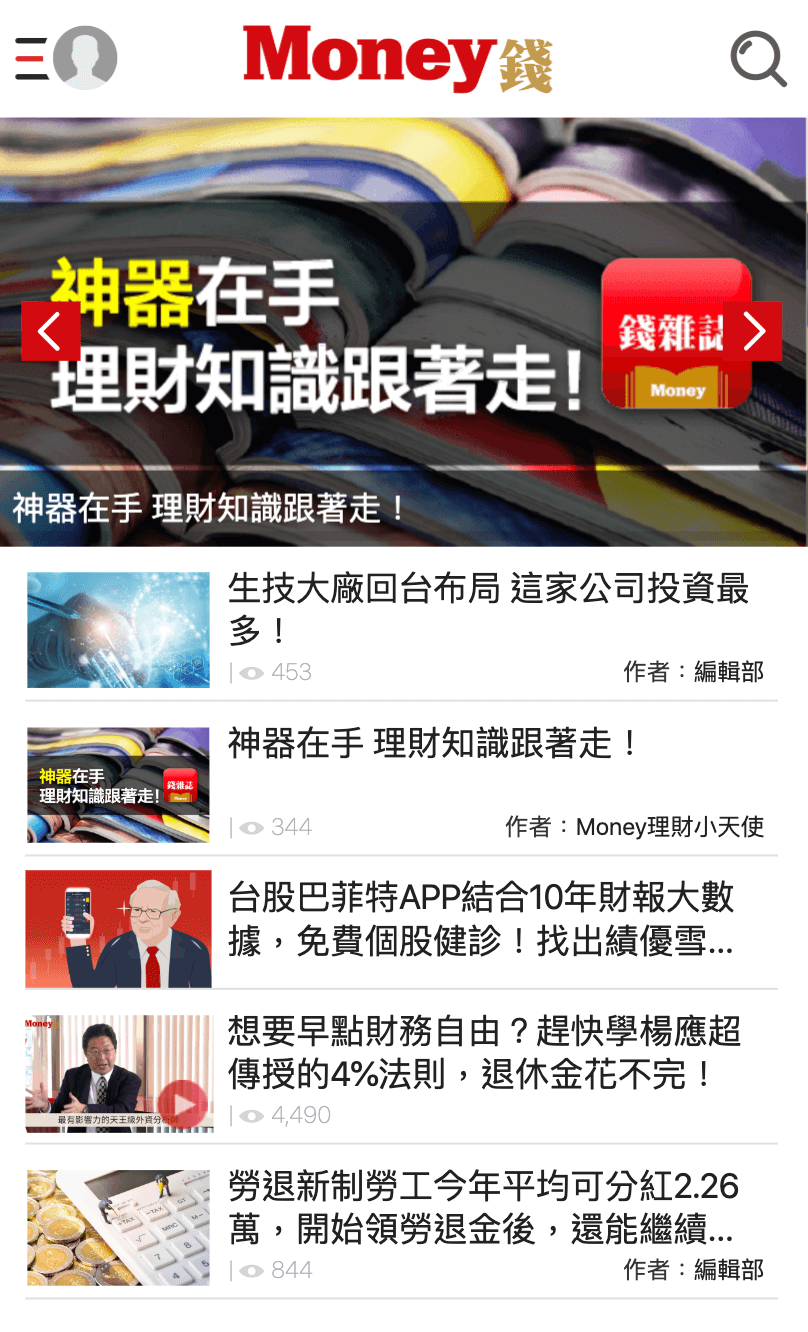 Money錢
神器在手
理財知識跟著走!
錢雜誌
Money
神器在手 理財知識跟著走！
生技大廠回台布局 這家公司投資最
多！
| 453
作者：編輯部
神器在手
理財知識跟著走!
錢雜誌
神器在手 理財知識跟著走！
| 344
作者：Money理財小天使
台股巴菲特APP結合10年財報大數
據，免費個股健診！找出績優雪...
Money
最有影響力的天王級外資分析師
想要早點財務自由？趕快學楊應超
傳授的4%法則，退休金花不完！
| 4,490
勞退新制勞工今年平均可分紅2.26
萬，開始領勞退金後，還能繼續...
| 844
作者：編輯部